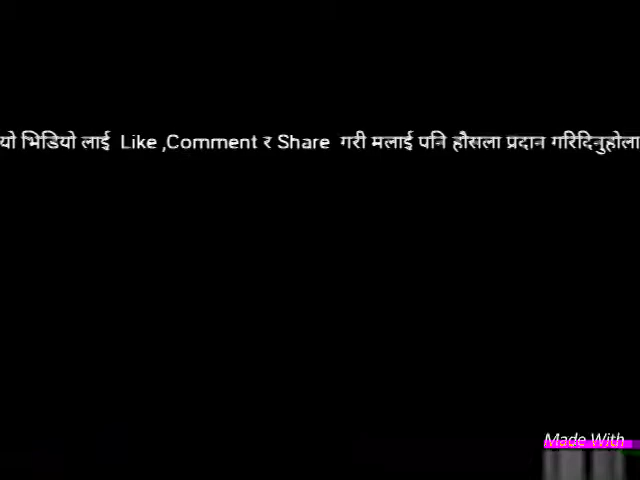 यो भिडियो लाई Like ,Comment र Share गरी मलाई पनि हौसला प्रदान गरिदिनुहोला
Made With